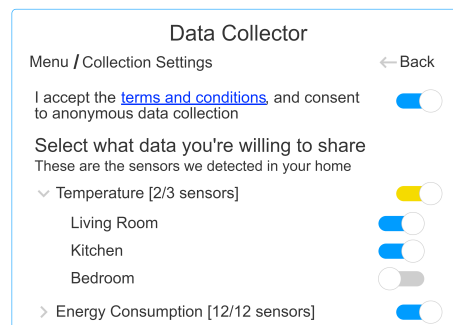 Data Collector
Menu / Collection Settings
Back
I accept the terms and conditions, and consent
to anonymous data collection
Select what data you're willing to share
These are the sensors we detected in your home
Temperature [2/3 sensors]
Living Room
Kitchen
Bedroom
Energy Consumption [12/12 sensors]